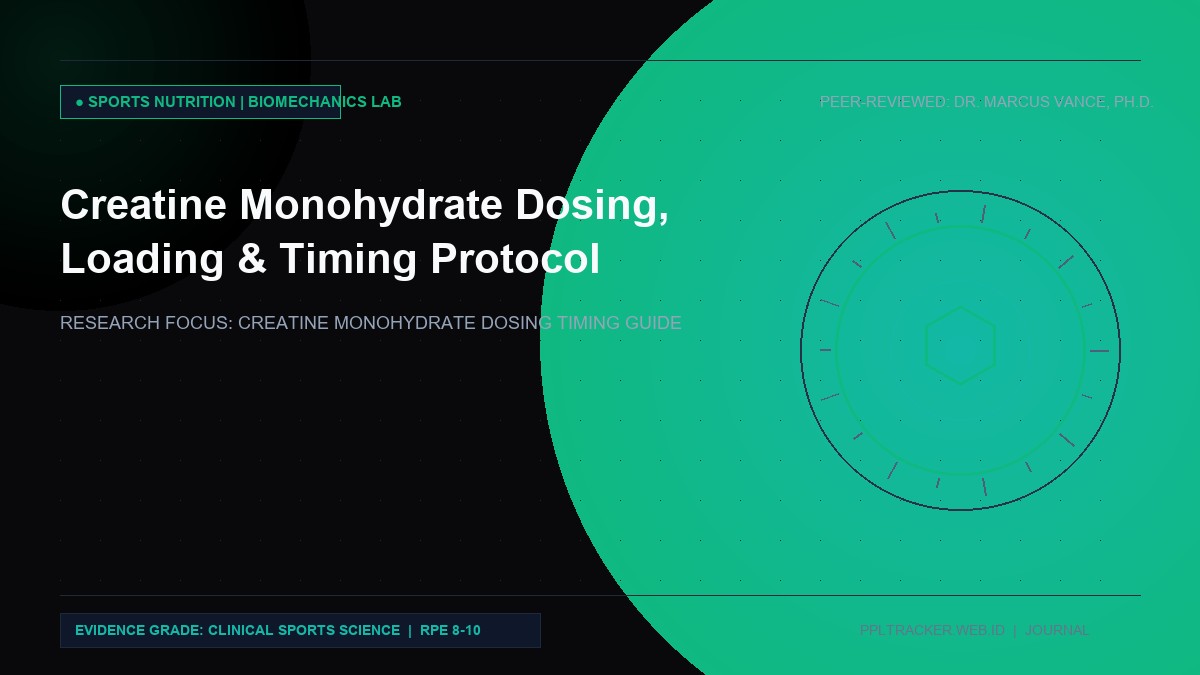 ● SPORTS NUTRITION | BIOMECHANICS LAB
PEER-REVIEWED: DR. MARCUS VANCE, PH.D.
Creatine Monohydrate Dosing,
Loading & Timing Protocol
RESEARCH FOCUS: CREATINE MONOHYDRATE DOSING TIMING GUIDE
EVIDENCE GRADE: CLINICAL SPORTS SCIENCE | RPE 8-10
PPLTRACKER WEB ID | JOURNAL